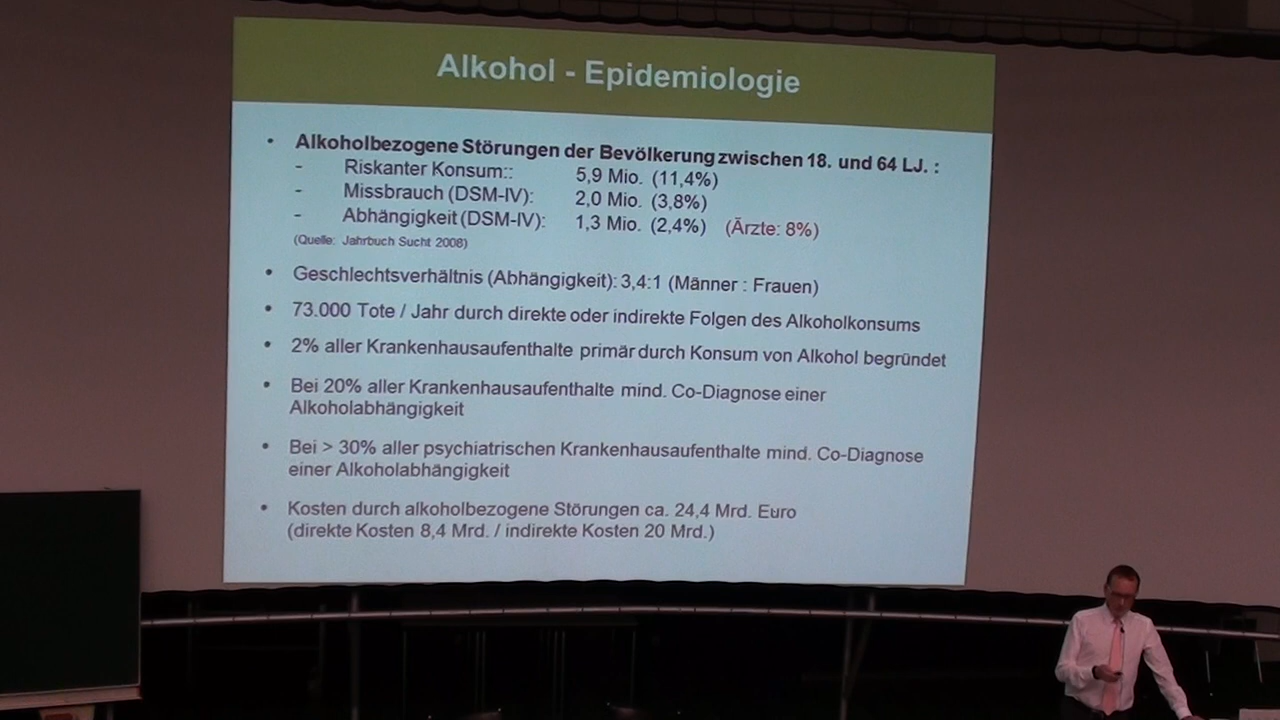 Alkohol - Epidemiologie
• Alkoholbezogene Störungen der Bevölkerung zwischen 18. und 64 LJ. :
- Riskanter Konsum:: 5,9 Mio. (11,4%)
- Missbrauch (DSM-IV): 2,0 Mio. (3,8%)
- Abhängigkeit (DSM-IV): 1,3 Mio. (2,4%) (Ärzte: 8%)
(Quelle: Jahrbuch Sucht 2008)
• Geschlechtsverhältnis (Abhängigkeit): 3,4:1 (Männer : Frauen)
• 73.000 Tote / Jahr durch direkte oder indirekte Folgen des Alkoholkonsums
• 2% aller Krankenhausaufenthalte primär durch Konsum von Alkohol begründet
• Bei 20% aller Krankenhausaufenthalte mind. Co-Diagnose einer
Alkoholabhängigkeit
• Bei > 30% aller psychiatrischen Krankenhausaufenthalte mind. Co-Diagnose
einer Alkoholabhängigkeit
• Kosten durch alkoholbezogene Störungen ca. 24,4 Mrd. Euro
(direkte Kosten 8,4 Mrd. / indirekte Kosten 20 Mrd.)